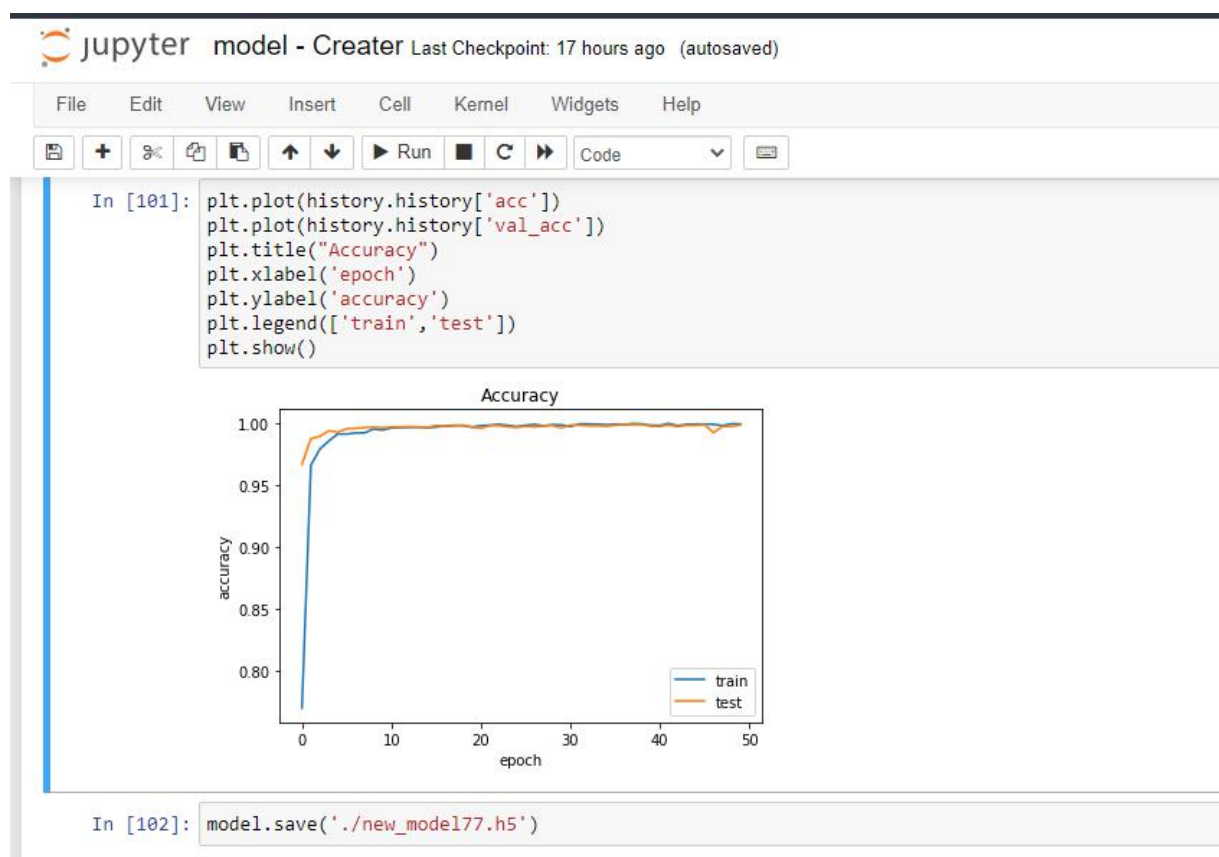 jupyter model - Creater Last Checkpoint: 17 hours ago (autosaved)
File Edit View Insert Cell Kernel Widgets Help
Run Code
In [101]: plt.plot(history.history['acc'])
plt.plot(history.history['val_acc'])
plt.title("Accuracy")
plt.xlabel('epoch')
plt.ylabel('accuracy')
plt.legend(['train','test'])
plt.show()
Accuracy
1.00
0.95
0.90
0.85
0.80
accuracy
train
test
0 10 20 30 40 50
epoch
In [102]: model.save('./new_model77.h5')